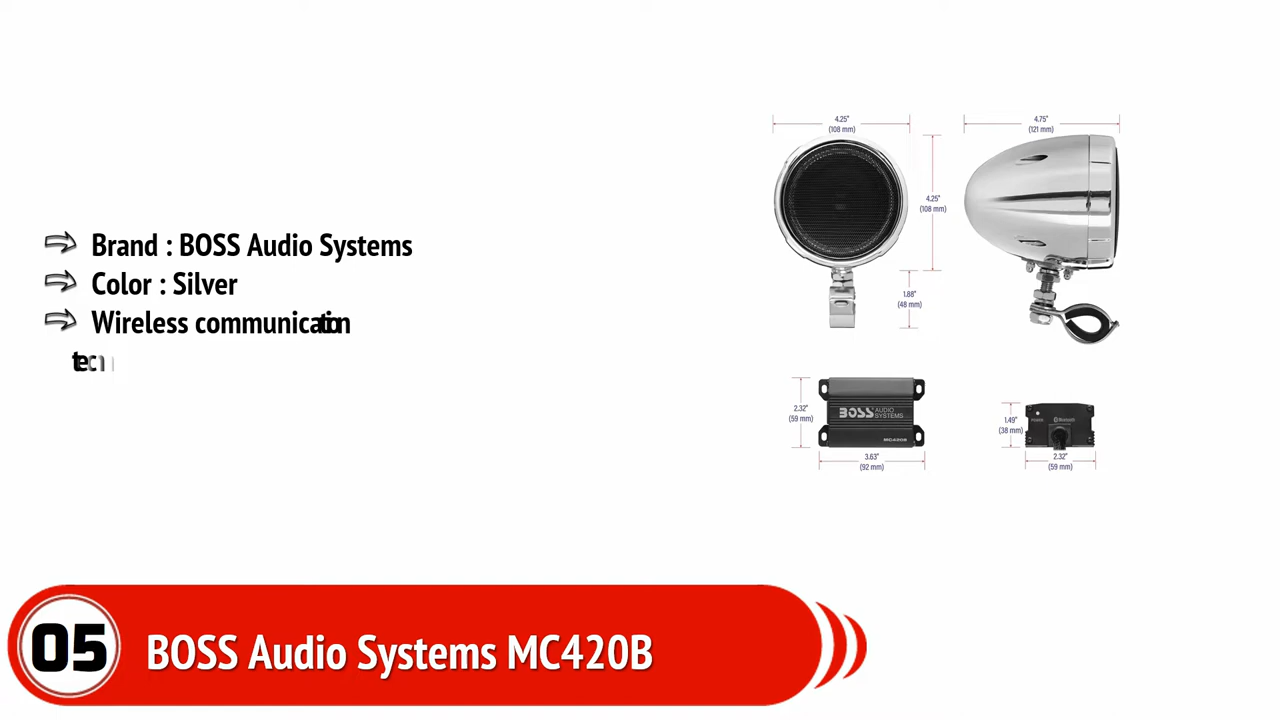 4.25"
(108 mm)
4.75"
(121 mm)
4.25"
(108 mm)
1.88"
(48 mm)
Brand : BOSS Audio Systems
Color : Silver
Wireless communication
2.32"
(59 mm)
BOSS AUDIO SYSTEMS
MC420B
3.63"
(92 mm)
1.49"
(38 mm)
Bluetooth
2.32"
(59 mm)
05
BOSS Audio Systems MC420B